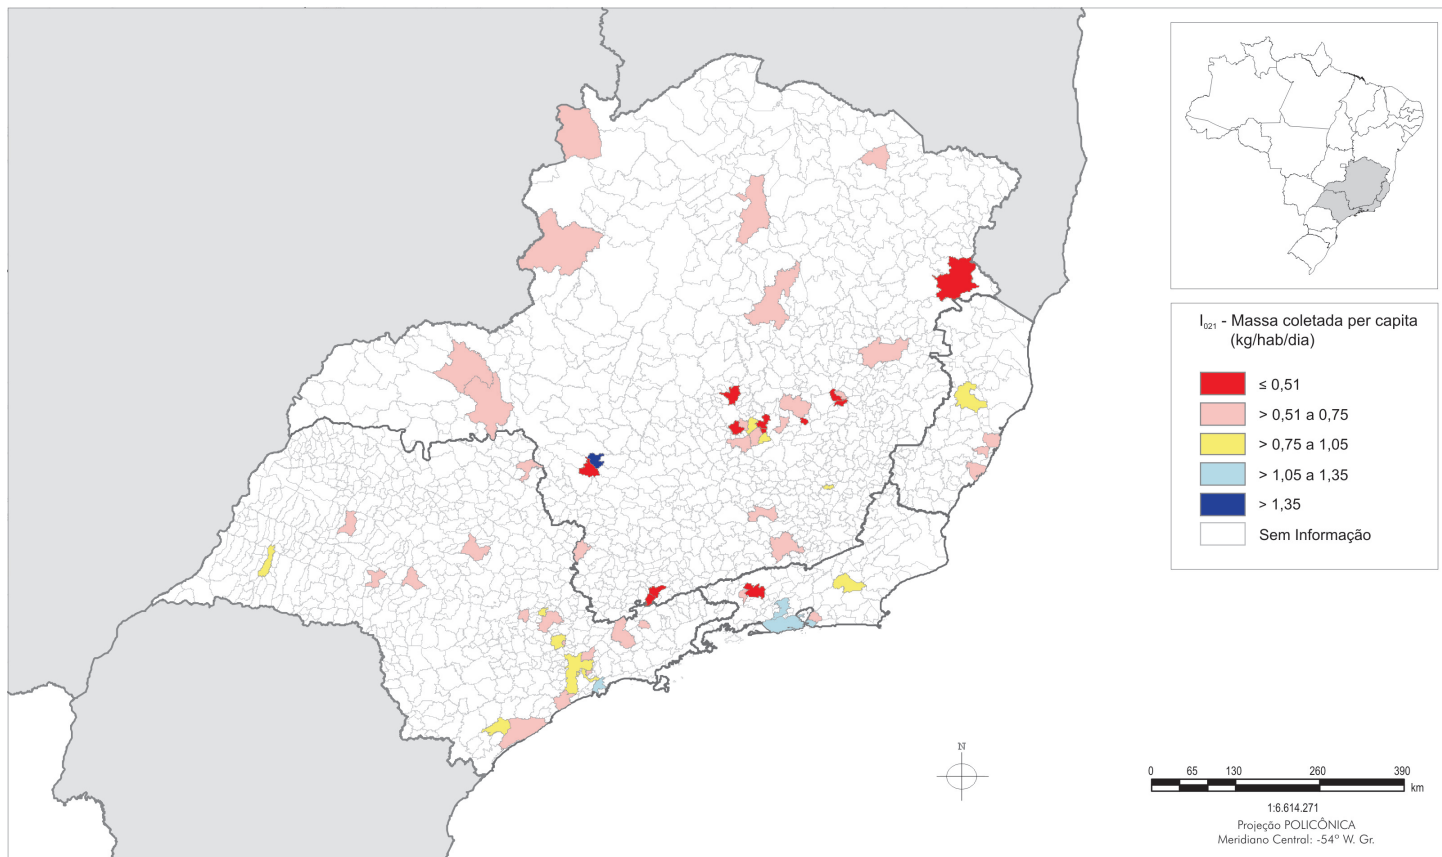 I021 - Massa coletada per capita
(kg/hab/dia)
≤ 0,51
> 0,51 a 0,75
> 0,75 a 1,05
> 1,05 a 1,35
> 1,35
Sem Informação
N
0 65 130 260 390
km
1:6.614.271
Projeção POLICÔNICA
Meridiano Central: -54º W. Gr.